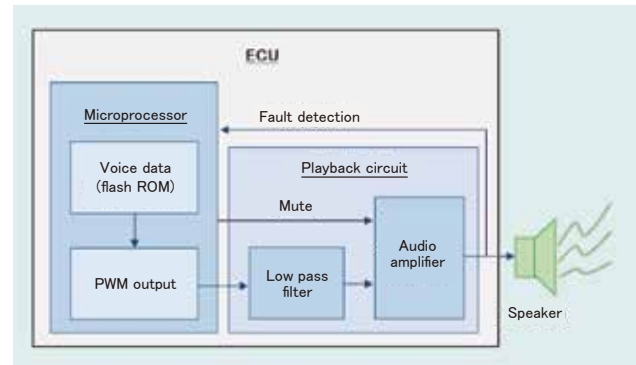 ECU
Microprocessor
Fault detection
Voice data
(flash ROM)
Playback circuit
Mute
PWM output
Low pass
filter
Audio
amplifier
Speaker